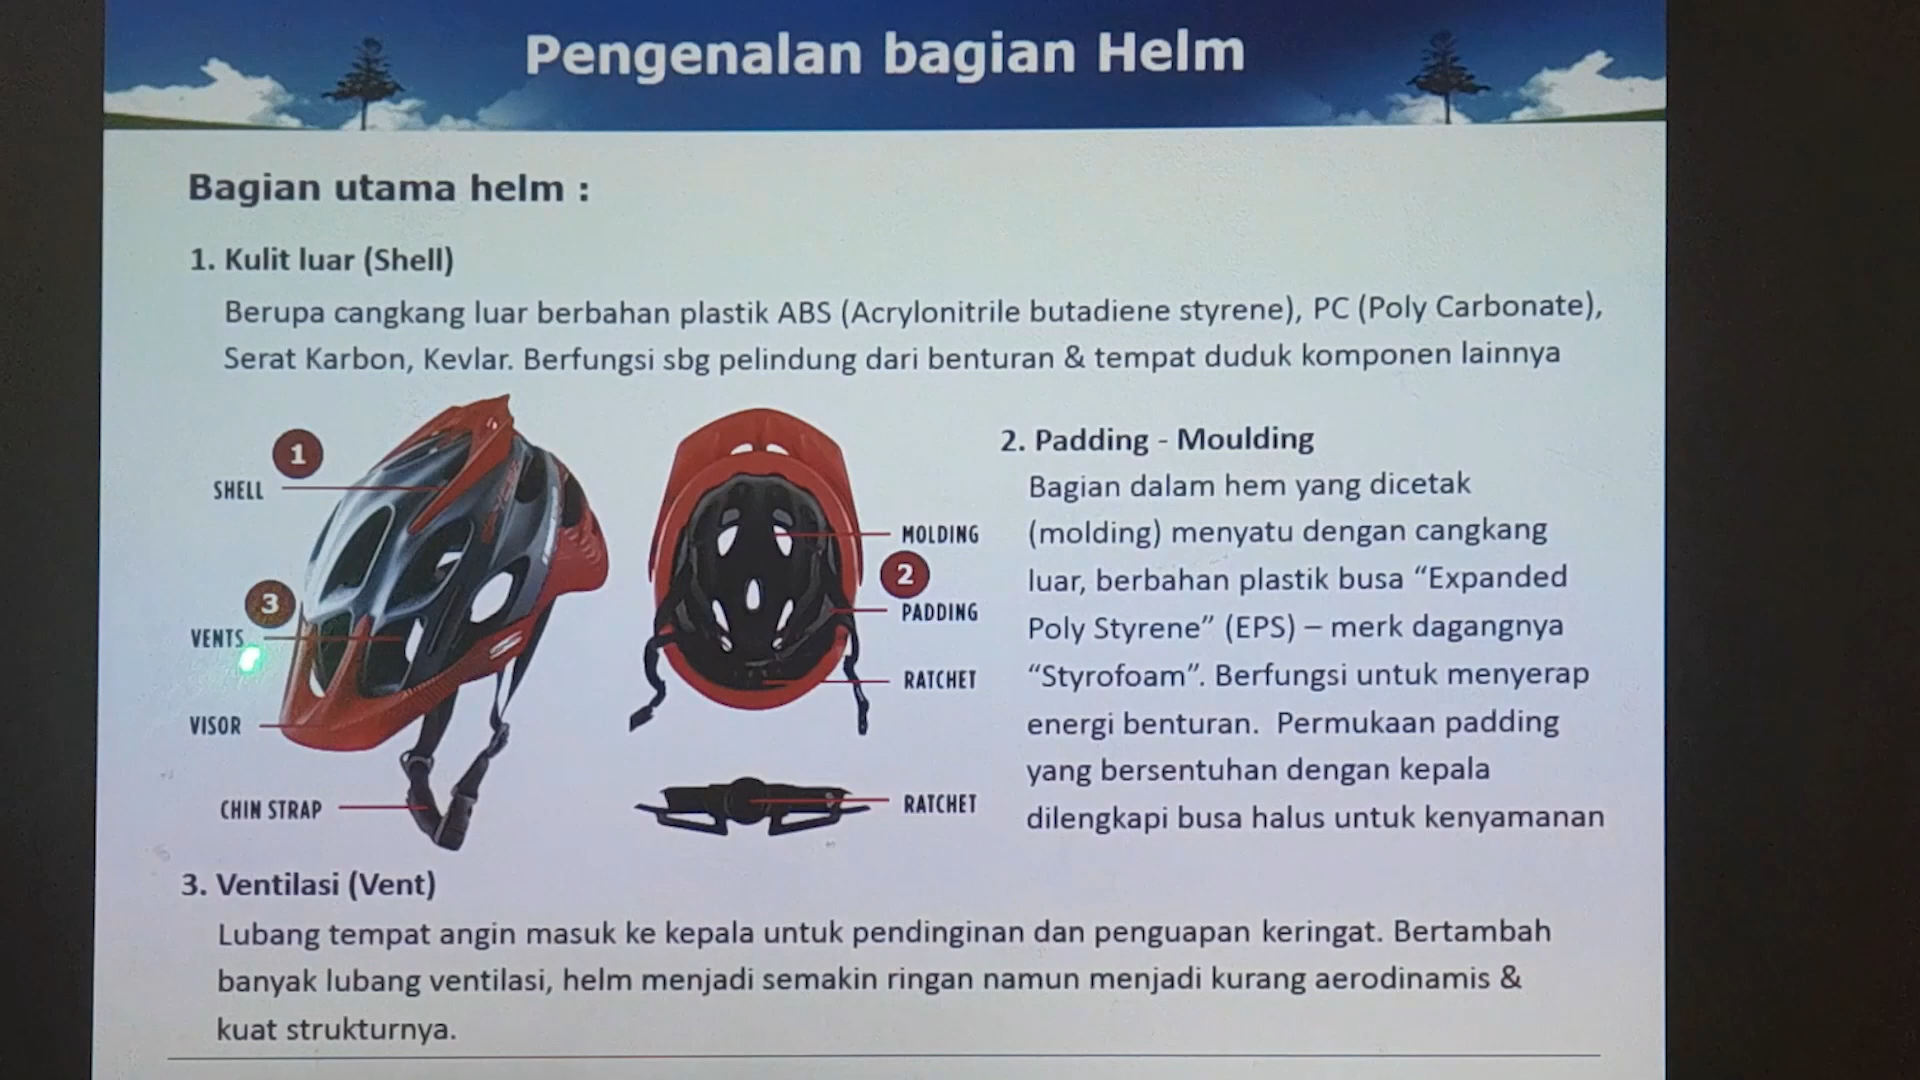 Pengenalan bagian Helm
Bagian utama helm :
1. Kulit luar (Shell)
Berupa cangkang luar berbahan plastik ABS (Acrylonitrile butadiene styrene), PC (Poly Carbonate),
Serat Karbon, Kevlar. Berfungsi sbg pelindung dari benturan & tempat duduk komponen lainnya
1
SHELL
3
VENTS
VISOR
CHIN STRAP
MOLDING
2
PADDING
RATCHET
RATCHET
2. Padding - Moulding
Bagian dalam hem yang dicetak
(molding) menyatu dengan cangkang
luar, berbahan plastik busa “Expanded
Poly Styrene” (EPS) – merk dagangnya
“Styrofoam”. Berfungsi untuk menyerap
energi benturan. Permukaan padding
yang bersentuhan dengan kepala
dilengkapi busa halus untuk kenyamanan
3. Ventilasi (Vent)
Lubang tempat angin masuk ke kepala untuk pendinginan dan penguapan keringat. Bertambah
banyak lubang ventilasi, helm menjadi semakin ringan namun menjadi kurang aerodinamis &
kuat strukturnya.